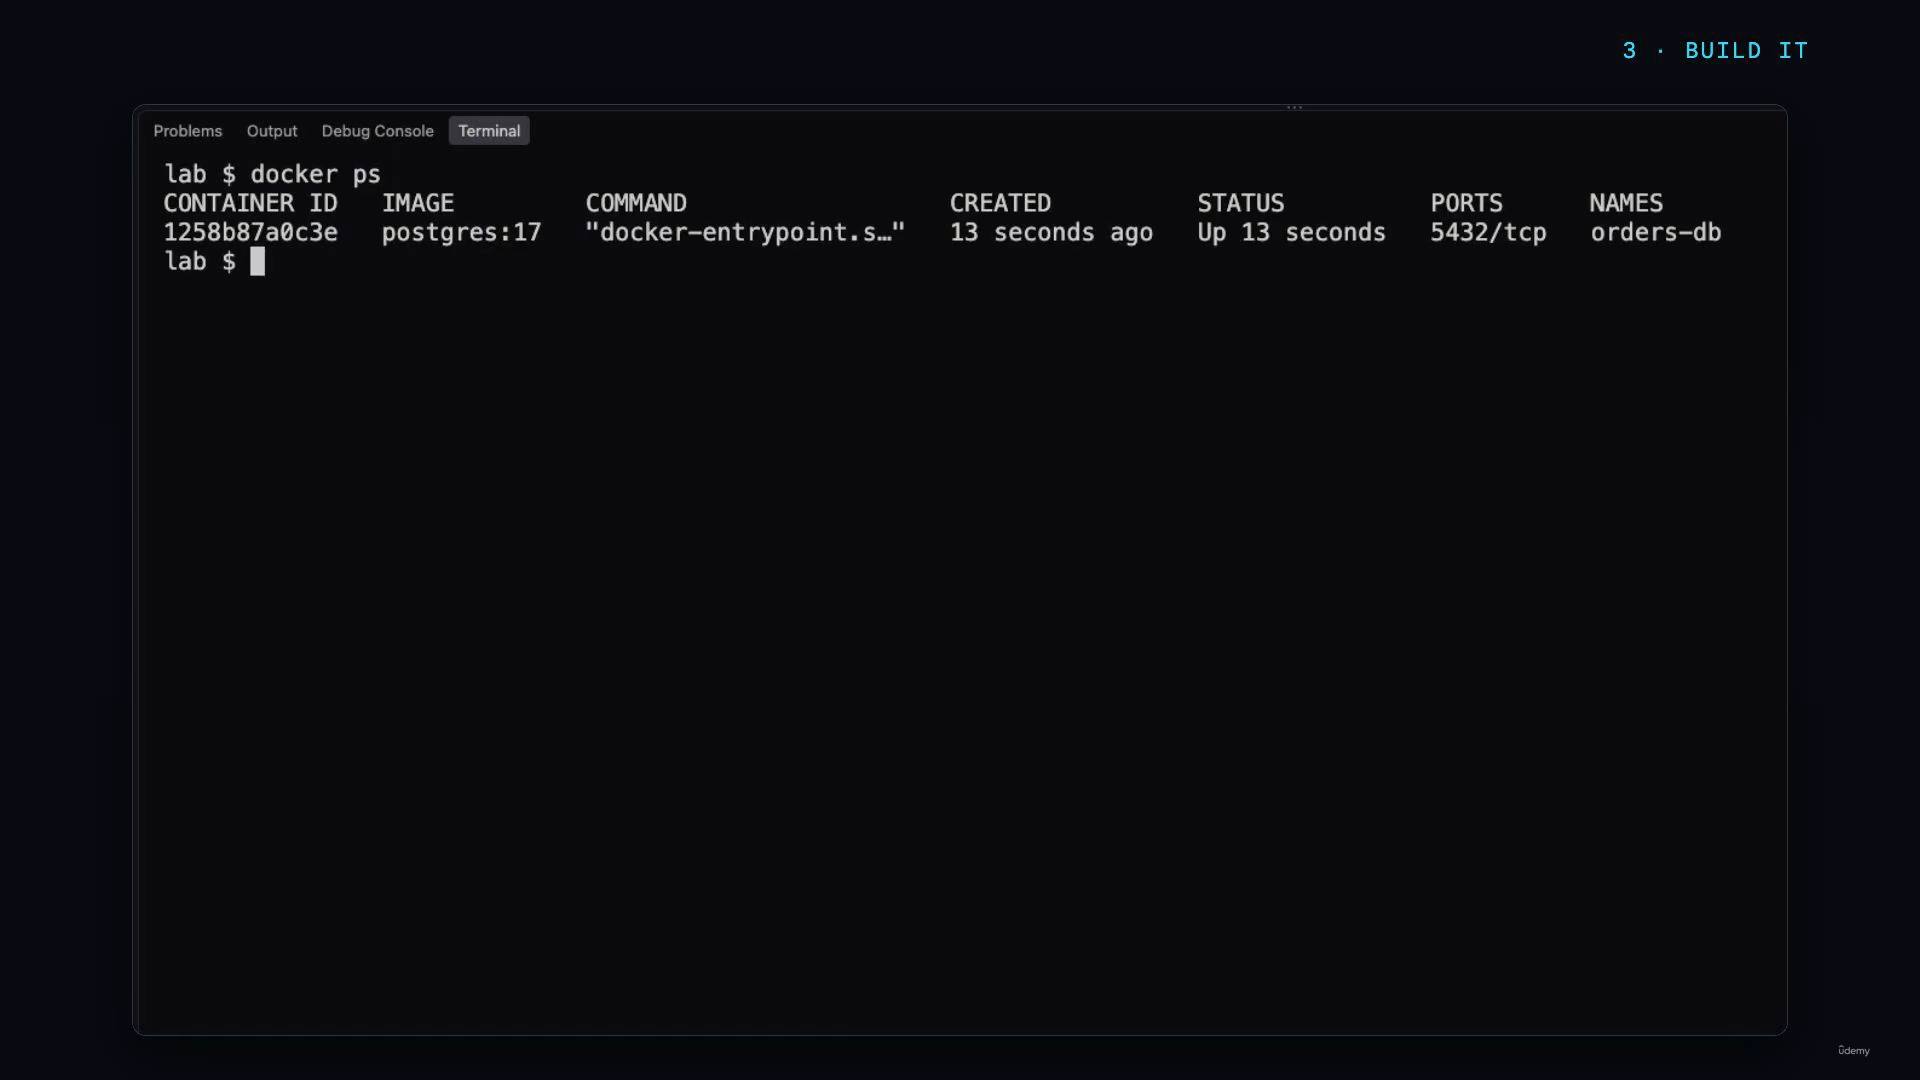 3 · BUILD IT
Problems Output Debug Console Terminal
lab $ docker ps
CONTAINER ID IMAGE COMMAND CREATED STATUS PORTS NAMES
1258b87a0c3e postgres:17 "docker-entrypoint.s…" 13 seconds ago Up 13 seconds 5432/tcp orders-db
lab $
udemy